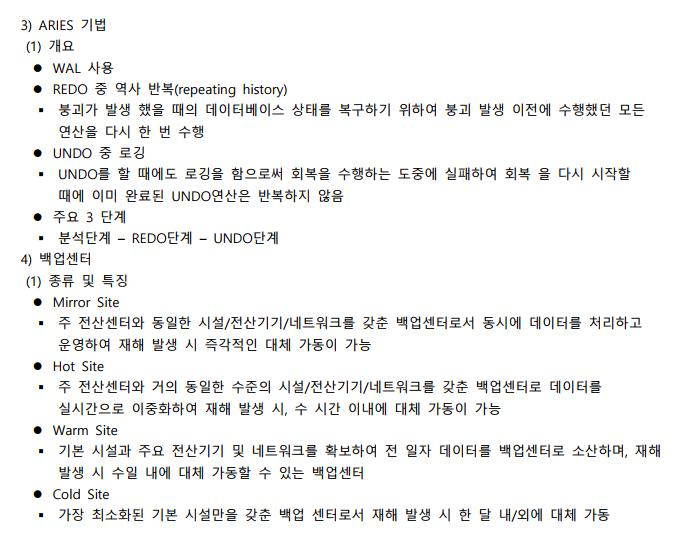 3) ARIES 기법
(1) 개요
● WAL 사용
● REDO 중 역사 반복(repeating history)
▪ 붕괴가 발생 했을 때의 데이터베이스 상태를 복구하기 위하여 붕괴 발생 이전에 수행했던 모든
연산을 다시 한 번 수행
● UNDO 중 로깅
▪ UNDO를 할 때에도 로깅을 함으로써 회복을 수행하는 도중에 실패하여 회복 을 다시 시작할
때에 이미 완료된 UNDO연산은 반복하지 않음
● 주요 3 단계
▪ 분석단계 – REDO단계 – UNDO단계
4) 백업센터
(1) 종류 및 특징
● Mirror Site
▪ 주 전산센터와 동일한 시설/전산기기/네트워크를 갖춘 백업센터로서 동시에 데이터를 처리하고
운영하여 재해 발생 시 즉각적인 대체 가동이 가능
● Hot Site
▪ 주 전산센터와 거의 동일한 수준의 시설/전산기기/네트워크를 갖춘 백업센터로 데이터를
실시간으로 이중화하여 재해 발생 시, 수 시간 이내에 대체 가동이 가능
● Warm Site
▪ 기본 시설과 주요 전산기기 및 네트워크를 확보하여 전 일자 데이터를 백업센터로 소산하며, 재해
발생 시 수일 내에 대체 가동할 수 있는 백업센터
● Cold Site
▪ 가장 최소화된 기본 시설만을 갖춘 백업 센터로서 재해 발생 시 한 달 내/외에 대체 가동